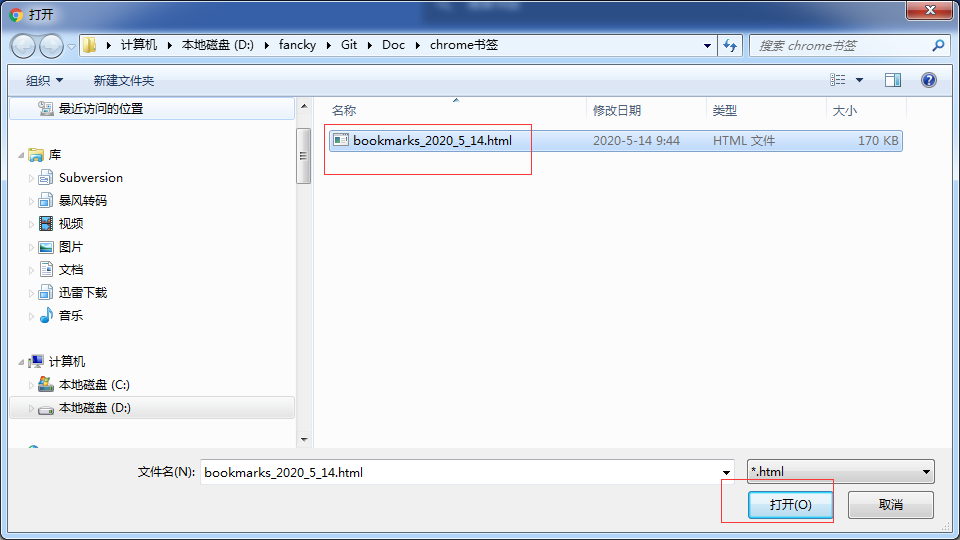 打开
计算机 本地磁盘 (D:) fancky Git Doc chrome书签
搜索 chrome书签
组织 新建文件夹
最近访问的位置
库
Subversion
暴风转码
视频
图片
文档
迅雷下载
音乐
计算机
本地磁盘 (C:)
本地磁盘 (D:)
名称 修改日期 类型 大小
bookmarks_2020_5_14.html 2020-5-14 9:44 HTML 文件 170 KB
文件名(N): bookmarks_2020_5_14.html *.html
打开(O) 取消